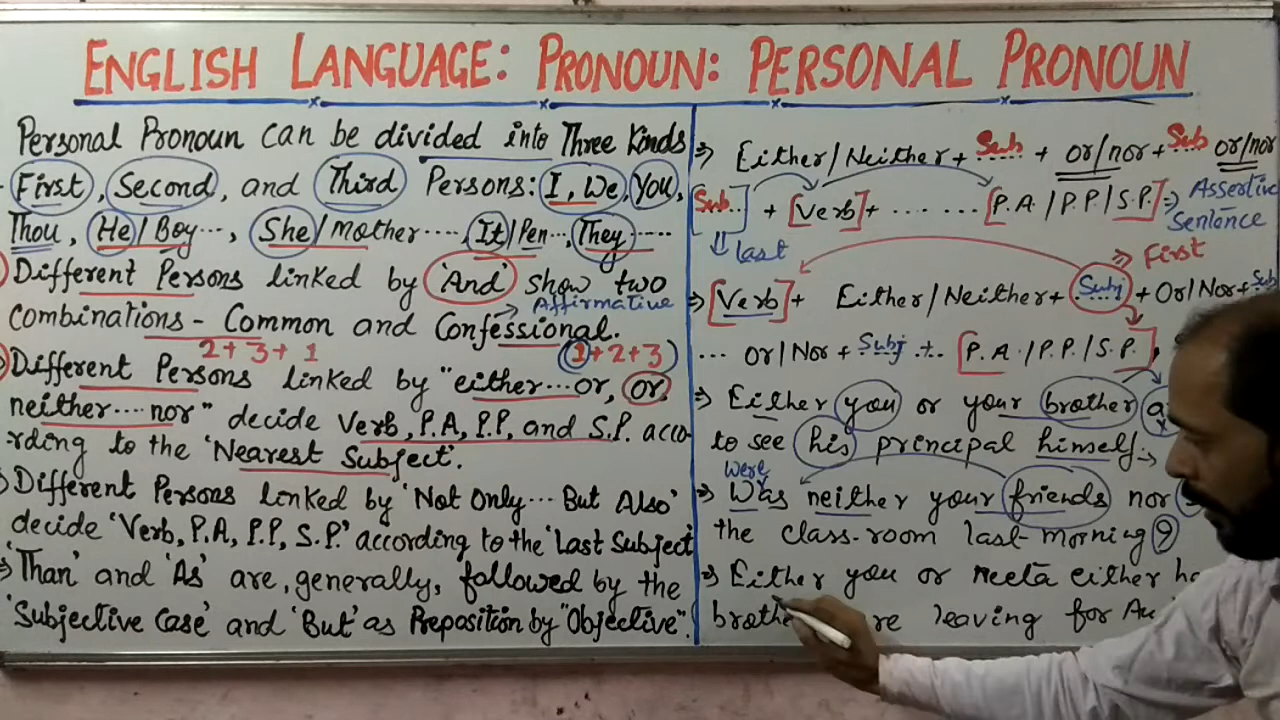 ENGLISH LANGUAGE: PRONOUN: PERSONAL PRONOUN
Personal Pronoun can be divided into Three Kinds
First, Second, and Third Persons: I, We, You,
Thou, He/Boy..., She/Mother...., It/Pen..., They.....
Different Persons linked by 'And' show two
→ Affirmative
combinations - Common and Confessional.
2+3+1 1+2+3)
Different Persons linked by "either...or, or,
neither.... nor" decide Verb, P.A, P.P, and S.P. acco-
rding to the 'Nearest Subject'.
Different Persons linked by 'Not Only... But Also'
decide 'Verb, P.A, P.P, S.P.' according to the 'Last Subject'
'Than' and 'As' are, generally, followed by the
'Subjective Case' and 'But' as Preposition by "Objective".
⇒ Either/Neither + Sub..... + or/nor + Sub.... or/nor
Sub... + [Verb] + ....... [P.A./P.P./S.P.] ⇒ Assertive
Sentence
last
⇒ First
⇒ [Verb] + Either/Neither + Subj..... + Or/Nor + Sub
... or/Nor + Subj.... + [P.A./P.P./S.P.]
⇒ Either you or your brother
to see his principal himself.
Were
⇒ Was neither your friends nor
the class-room last morning ?
⇒ Either you or Neeta either
brothe re leaving for